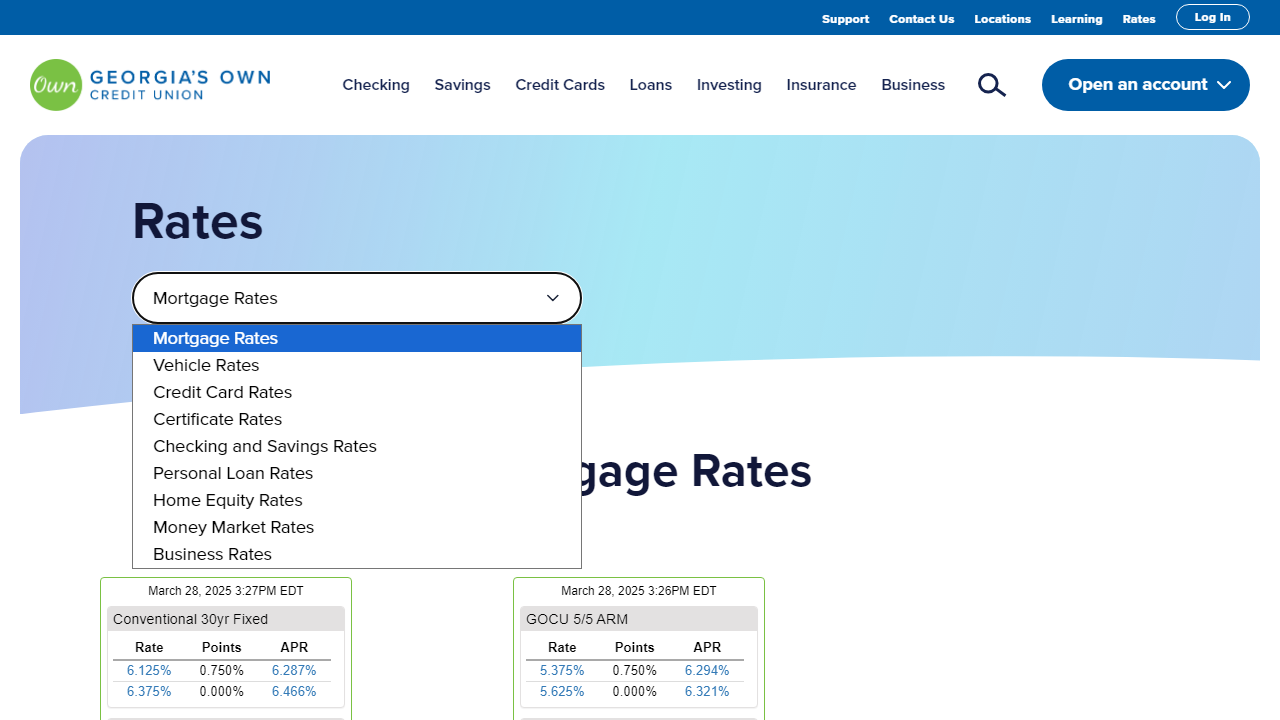 Support Contact Us Locations Learning Rates Log In
Own GEORGIA'S OWN
CREDIT UNION
Checking Savings Credit Cards Loans Investing Insurance Business Open an account
Rates
Mortgage Rates
Mortgage Rates
Vehicle Rates
Credit Card Rates
Certificate Rates
Checking and Savings Rates
Personal Loan Rates
Home Equity Rates
Money Market Rates
Business Rates
gage Rates
March 28, 2025 3:27PM EDT
Conventional 30yr Fixed
Rate Points APR
6.125% 0.750% 6.287%
6.375% 0.000% 6.466%
March 28, 2025 3:26PM EDT
GOCU 5/5 ARM
Rate Points APR
5.375% 0.750% 6.294%
5.625% 0.000% 6.321%